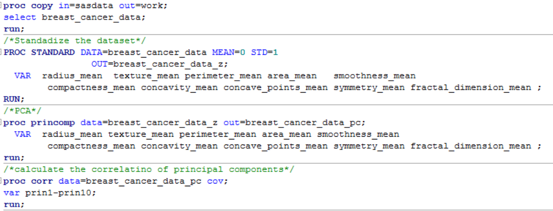 proc copy in=sasdata out=work;
select breast_cancer_data;
run;
/*Standadize the dataset*/
PROC STANDARD DATA=breast_cancer_data MEAN=0 STD=1
OUT=breast_cancer_data_z;
VAR radius_mean texture_mean perimeter_mean area_mean smoothness_mean
compactness_mean concavity_mean concave_points_mean symmetry_mean fractal_dimension_mean ;
RUN;
/*PCA*/
proc princomp data=breast_cancer_data_z out=breast_cancer_data_pc;
VAR radius_mean texture_mean perimeter_mean area_mean smoothness_mean
compactness_mean concavity_mean concave_points_mean symmetry_mean fractal_dimension_mean ;
run;
/*calculate the correlatino of principal components*/
proc corr data=breast_cancer_data_pc cov;
var prin1-prin10;
run;